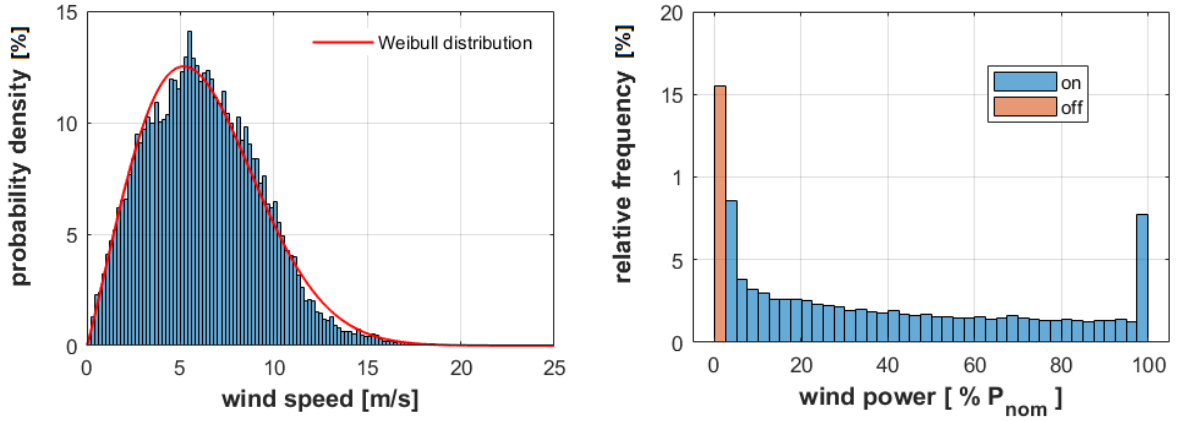 probability density [%]
15
10
5
0
Weibull distribution
0 5 10 15 20 25
wind speed [m/s]
relative frequency [%]
20
15
1
5
0
on
off
0 20 40 60 80 100
wind power [ % Pnom ]